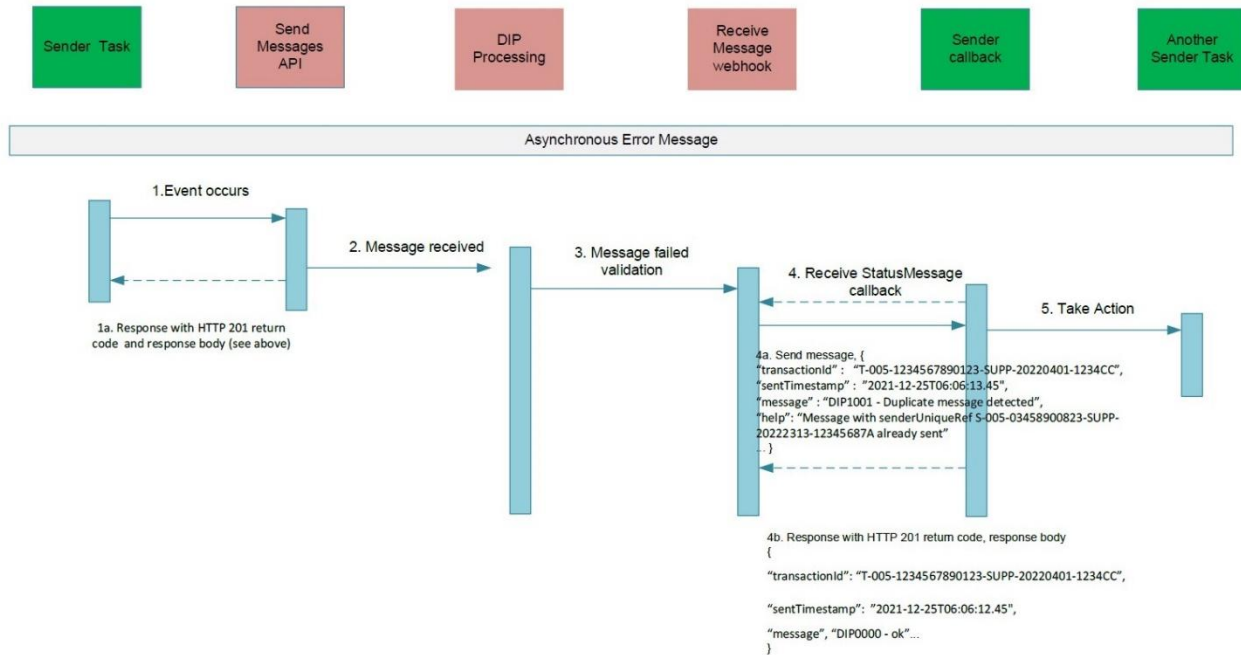 Sender Task
Send
Messages
API
DIP
Processing
Receive
Message
webhook
Sender
callback
Another
Sender Task
Asynchronous Error Message
1.Event occurs
2. Message received
3. Message failed
validation
4. Receive StatusMessage
callback
5. Take Action
1a. Response with HTTP 201 return
code and response body (see above)
4a. Send message, {
“transactionId” : “T-005-1234567890123-SUPP-20220401-1234CC”,
“sentTimestamp” : ”2021-12-25T06:06:13.45",
“message” : “DIP1001 - Duplicate message detected”,
“help”: “Message with senderUniqueRef S-005-03458900823-SUPP-
20222313-12345687A already sent”
... }
4b. Response with HTTP 201 return code, response body
{
“transactionId”: “T-005-1234567890123-SUPP-20220401-1234CC”,
“sentTimestamp”: ”2021-12-25T06:06:12.45",
“message”, “DIP0000 - ok”...
}